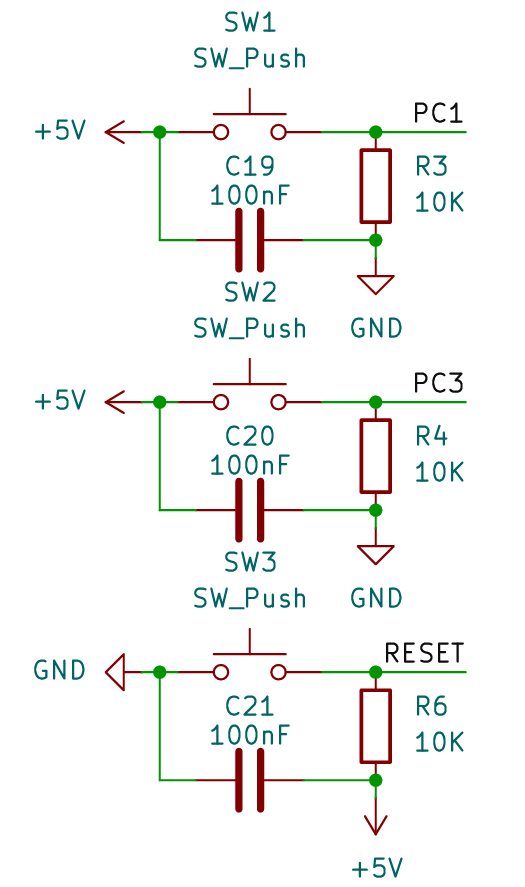 SW1
SW_Push
+5V
PC1
C19
100nF
R3
10K
GND
SW2
SW_Push
+5V
PC3
C20
100nF
R4
10K
GND
SW3
SW_Push
GND
RESET
C21
100nF
R6
10K
+5V